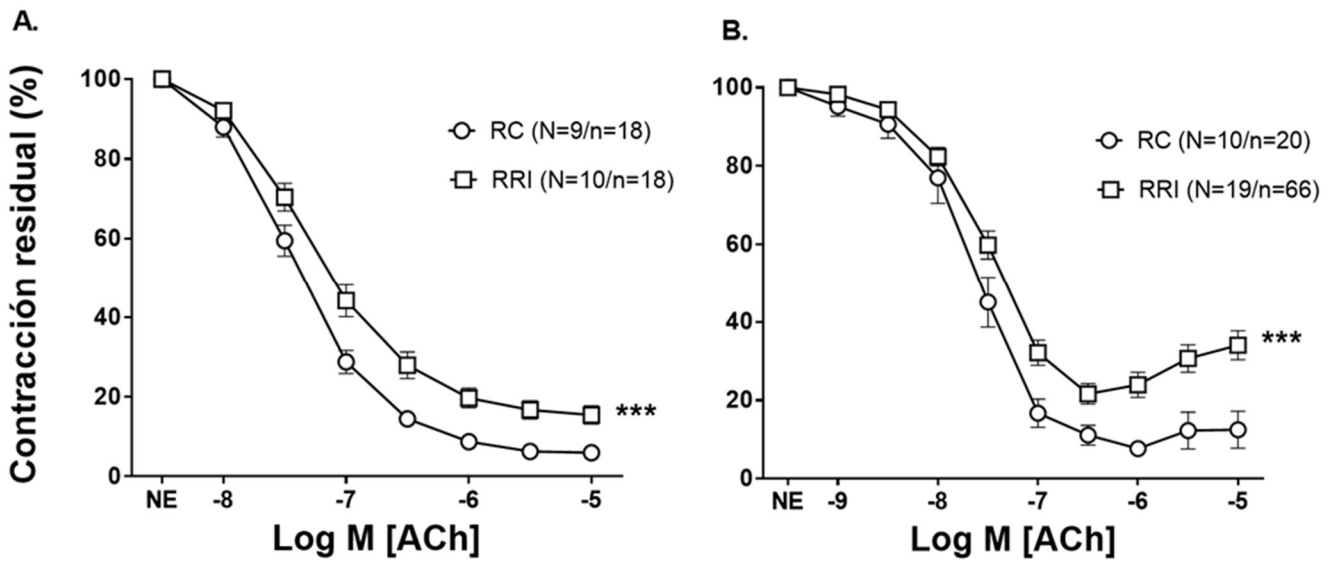 A.
Contracción residual (%)
100
80
60
40
20
0
RC (N=9/n=18)
RRI (N=10/n=18)
***
NE -8 -7 -6 -5
Log M [ACh]
B.
100
80
60
40
20
0
RC (N=10/n=20)
RRI (N=19/n=66)
***
NE -9 -8 -7 -6 -5
Log M [ACh]